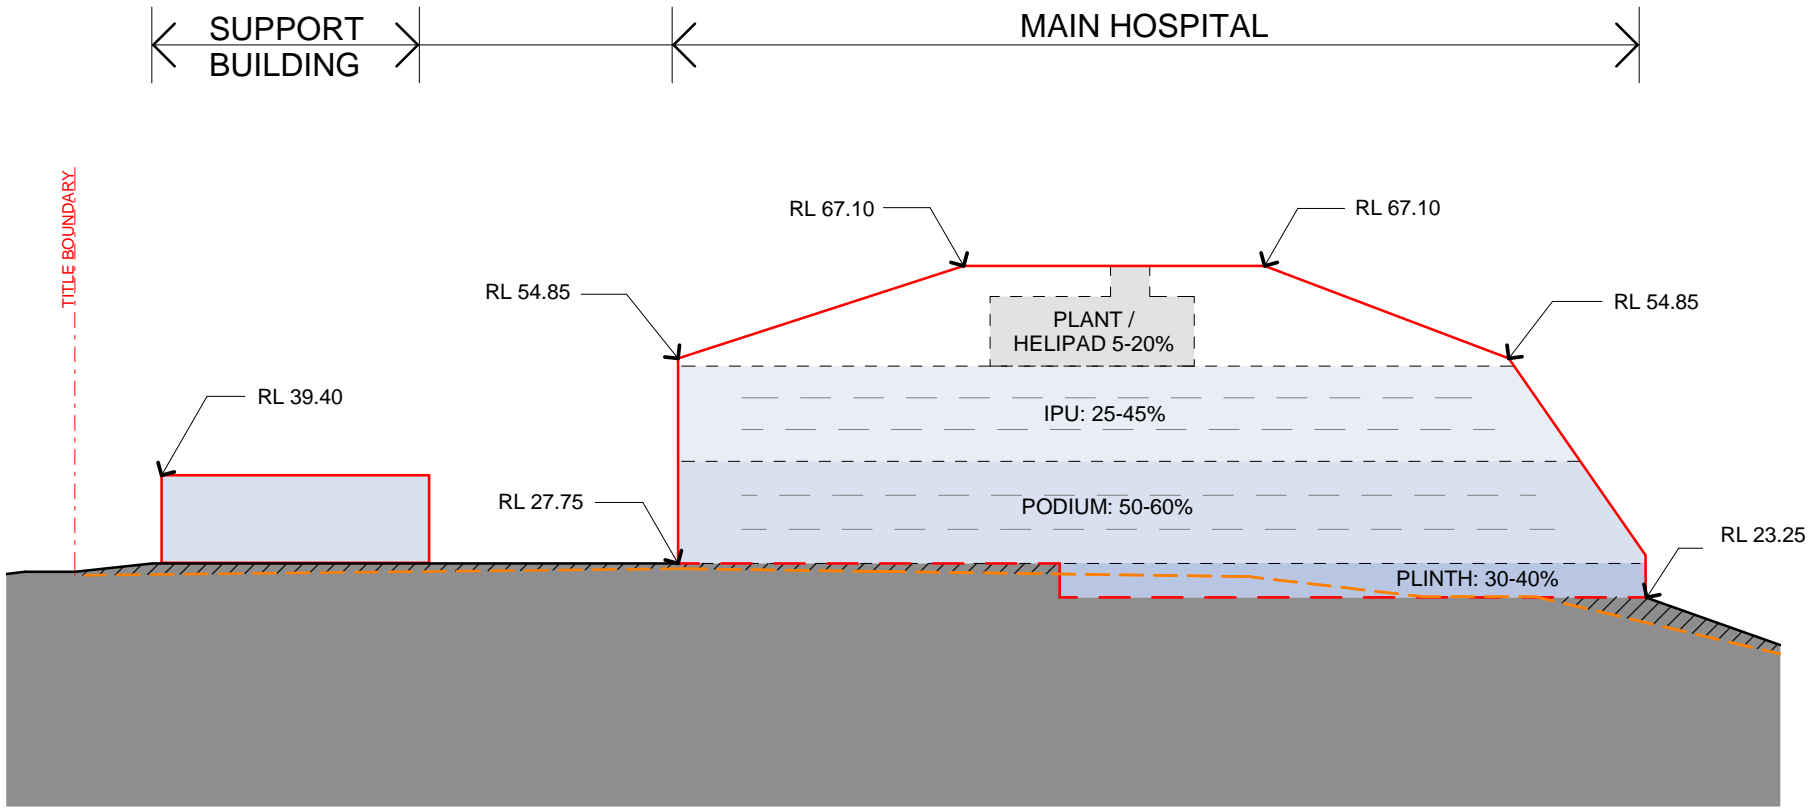 SUPPORT
BUILDING
MAIN HOSPITAL
TITLE BOUNDARY
RL 67.10
RL 67.10
RL 54.85
RL 54.85
PLANT /
HELIPAD 5-20%
RL 39.40
IPU: 25-45%
RL 27.75
PODIUM: 50-60%
RL 23.25
PLINTH: 30-40%